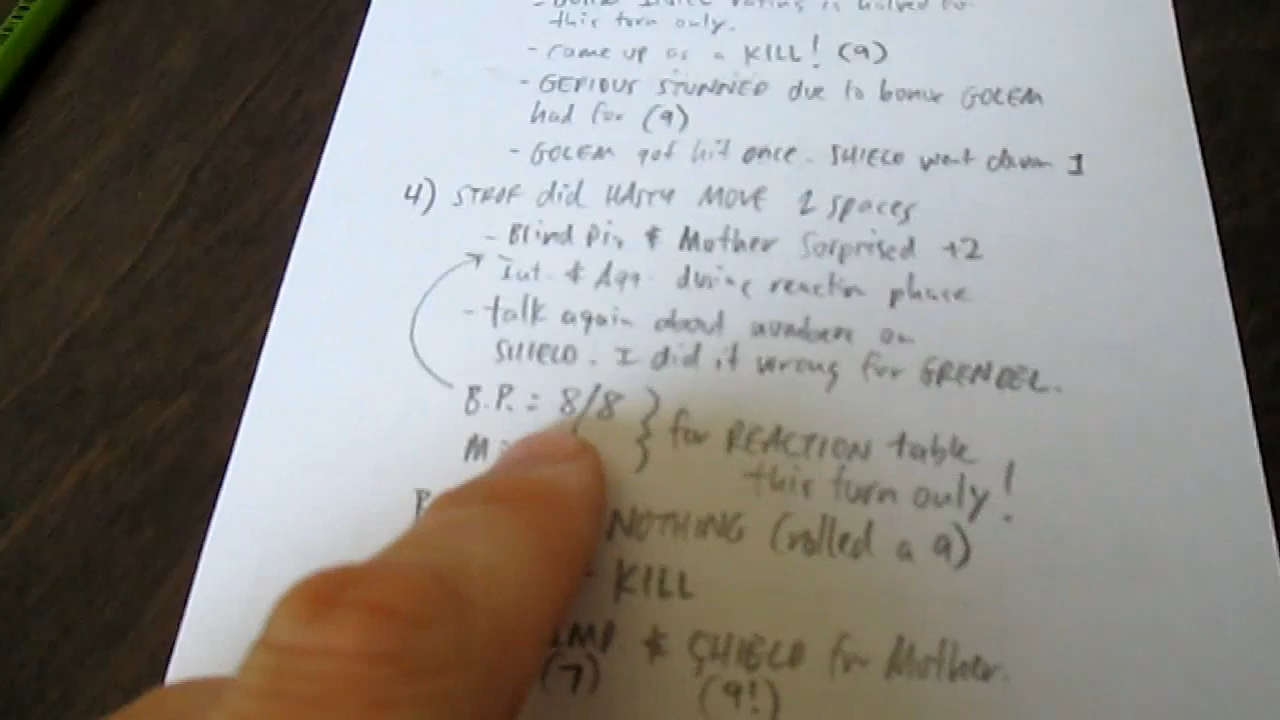 this turn only.
- came up as a KILL! (9)
- GEFIOUS STUNNED due to bonus GOLEM
had for (9)
- GOLEM got hit once. SHIELD went down 1
4) STROF did HASTY MOVE 2 spaces
- Blind Pig & Mother Surprised +2
Int. & Agg. during reaction phase
- talk again about numbers on
SHIELD. I did it wrong for GRENDEL.
B.P. = 8/8 } for REACTION table
M
this turn only!
NOTHING (rolled a 9)
- KILL
& SHIELD for Mother.
(7) (9!)